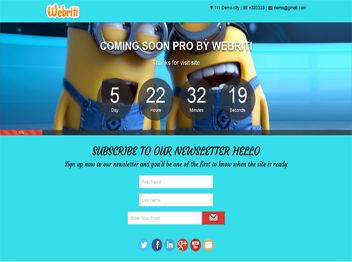 Webriti
111 Demo city | +333333 | demo@gmail.com
COMING SOON PRO BY WEBRITI
Thanks for visit site
5 22 32 19
Day Hours Minutes Seconds
SUBSCRIBE TO OUR NEWSLETTER HELLO
Sign up now to our newsletter and you'll be one of the first to know when the site is ready
First Name
Last name
Enter Your Email